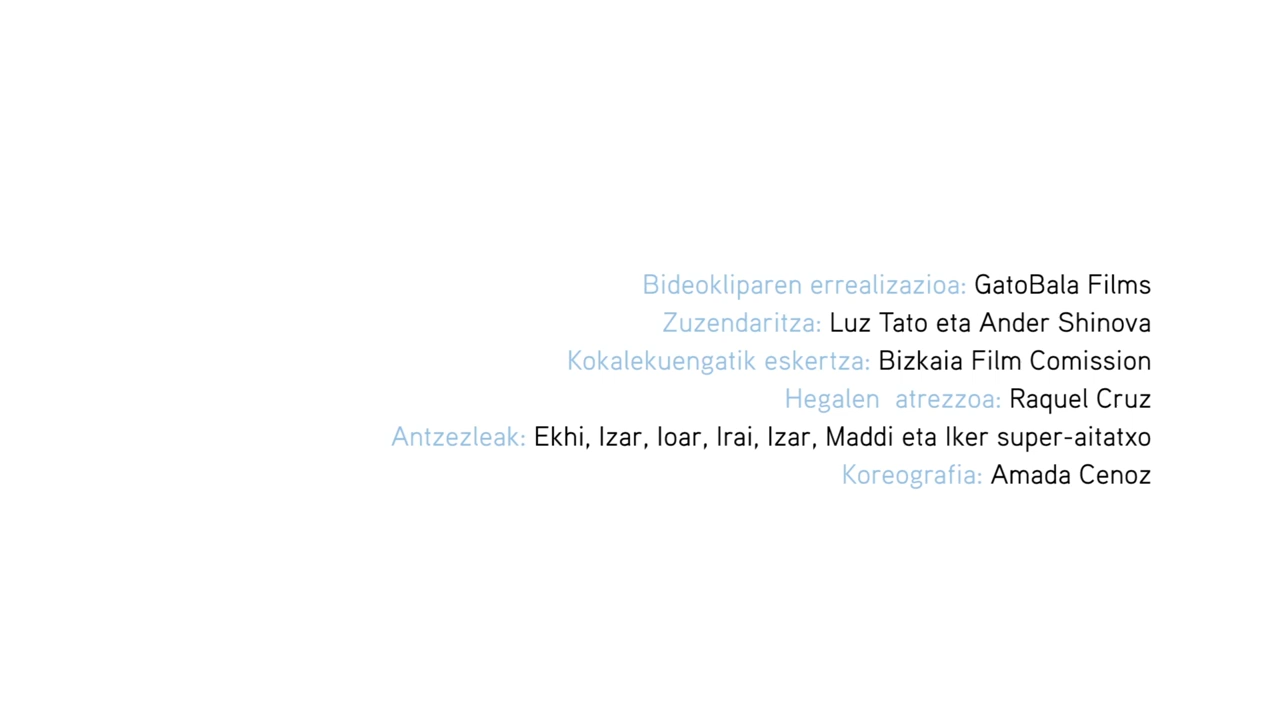 Bideokliparen errealizazioa: GatoBala Films
Zuzendaritza: Luz Tato eta Ander Shinova
Kokalekuengatik eskertza: Bizkaia Film Comission
Hegalen atrezzoa: Raquel Cruz
Antzezleak: Ekhi, Izar, Ioar, Irai, Izar, Maddi eta Iker super-aitatxo
Koreografia: Amada Cenoz